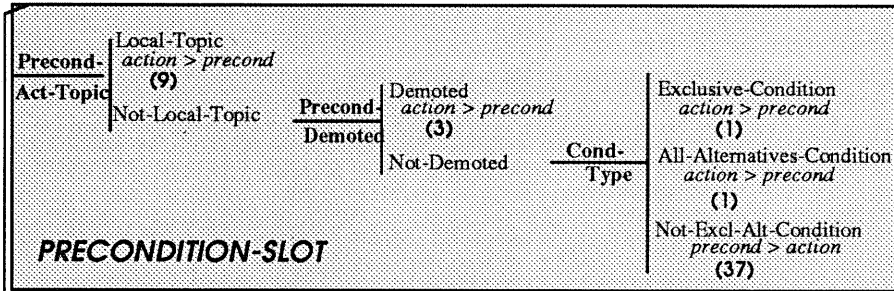 Precond-
Act-Topic
Local-Topic
action > precond
(9)
Not-Local-Topic
Precond-
Demoted
Demoted
action > precond
(3)
Not-Demoted
Cond-
Type
Exclusive-Condition
action > precond
(1)
All-Alternatives-Condition
action > precond
(1)
Not-Excl-Alt-Condition
precond > action
(37)
PRECONDITION-SLOT